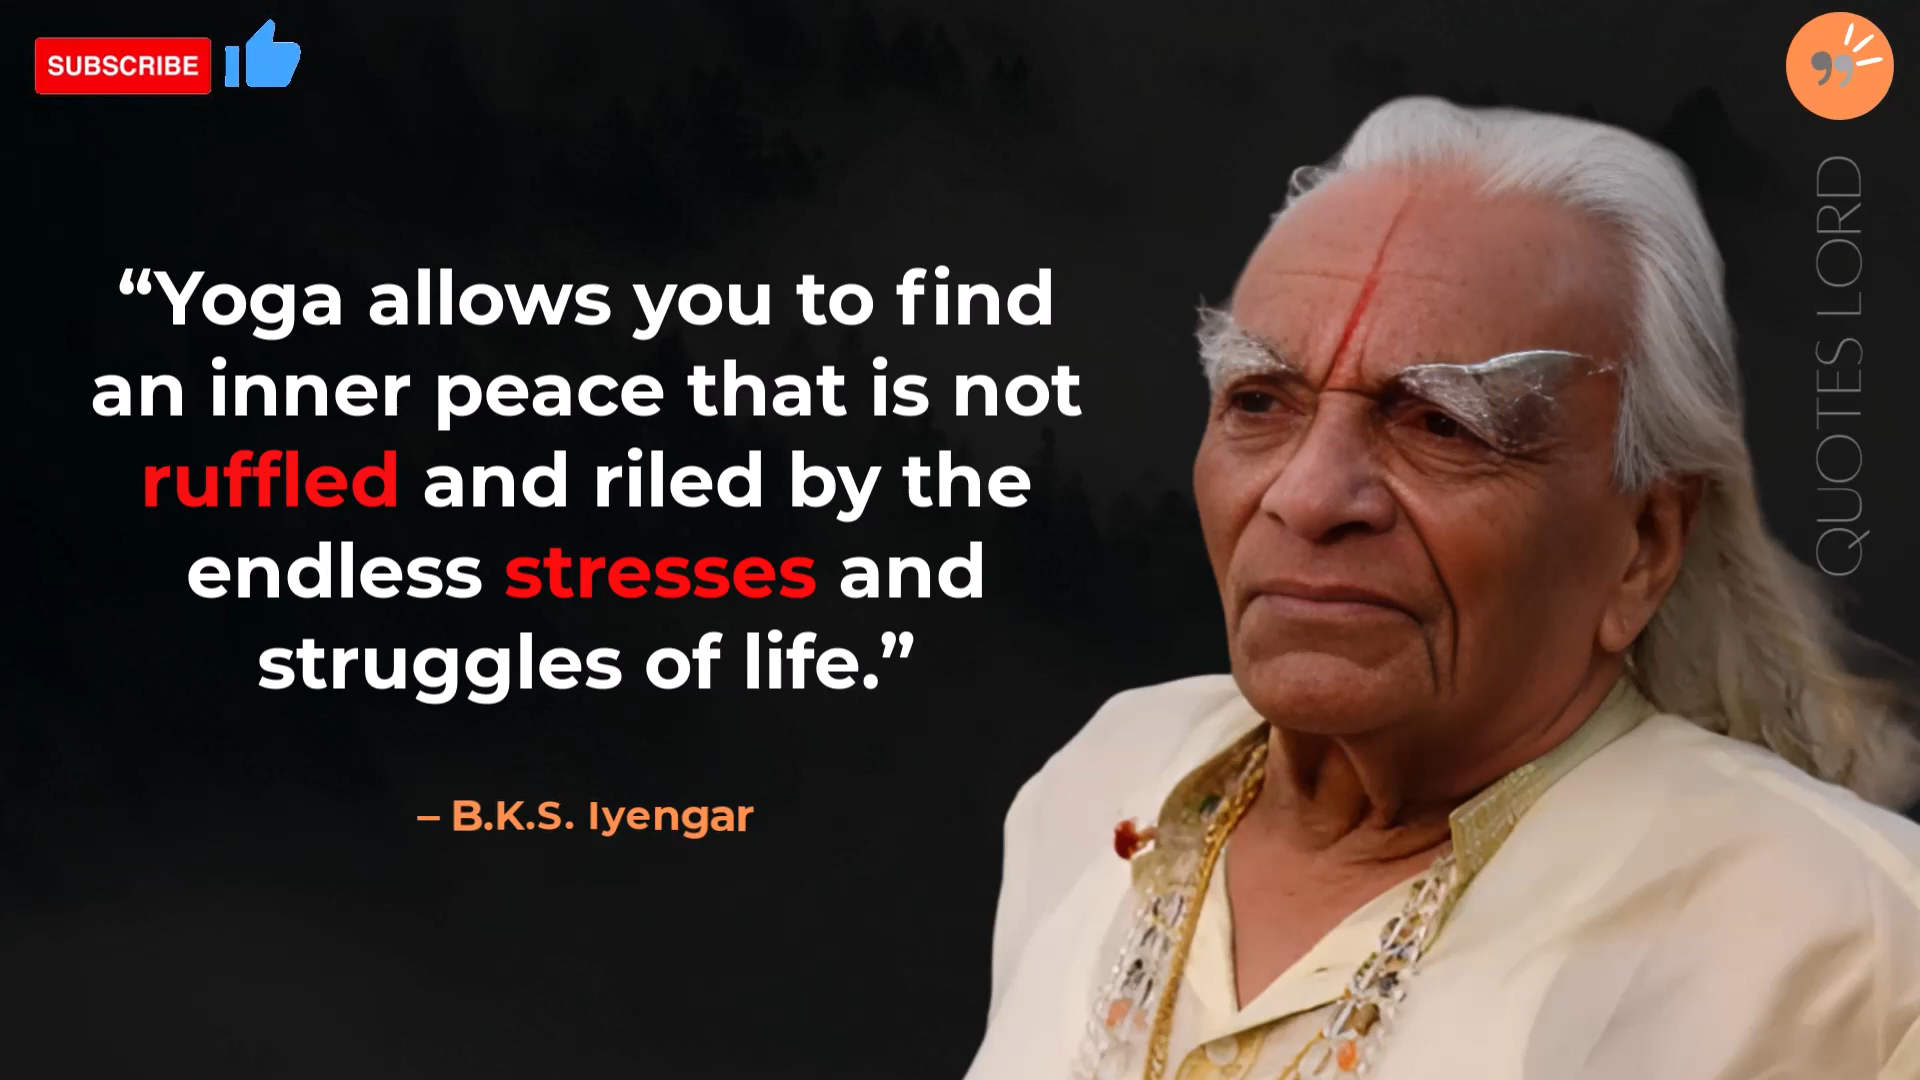 SUBSCRIBE
“Yoga allows you to find
an inner peace that is not
ruffled and riled by the
endless stresses and
struggles of life.”
– B.K.S. Iyengar
QUOTES LORD